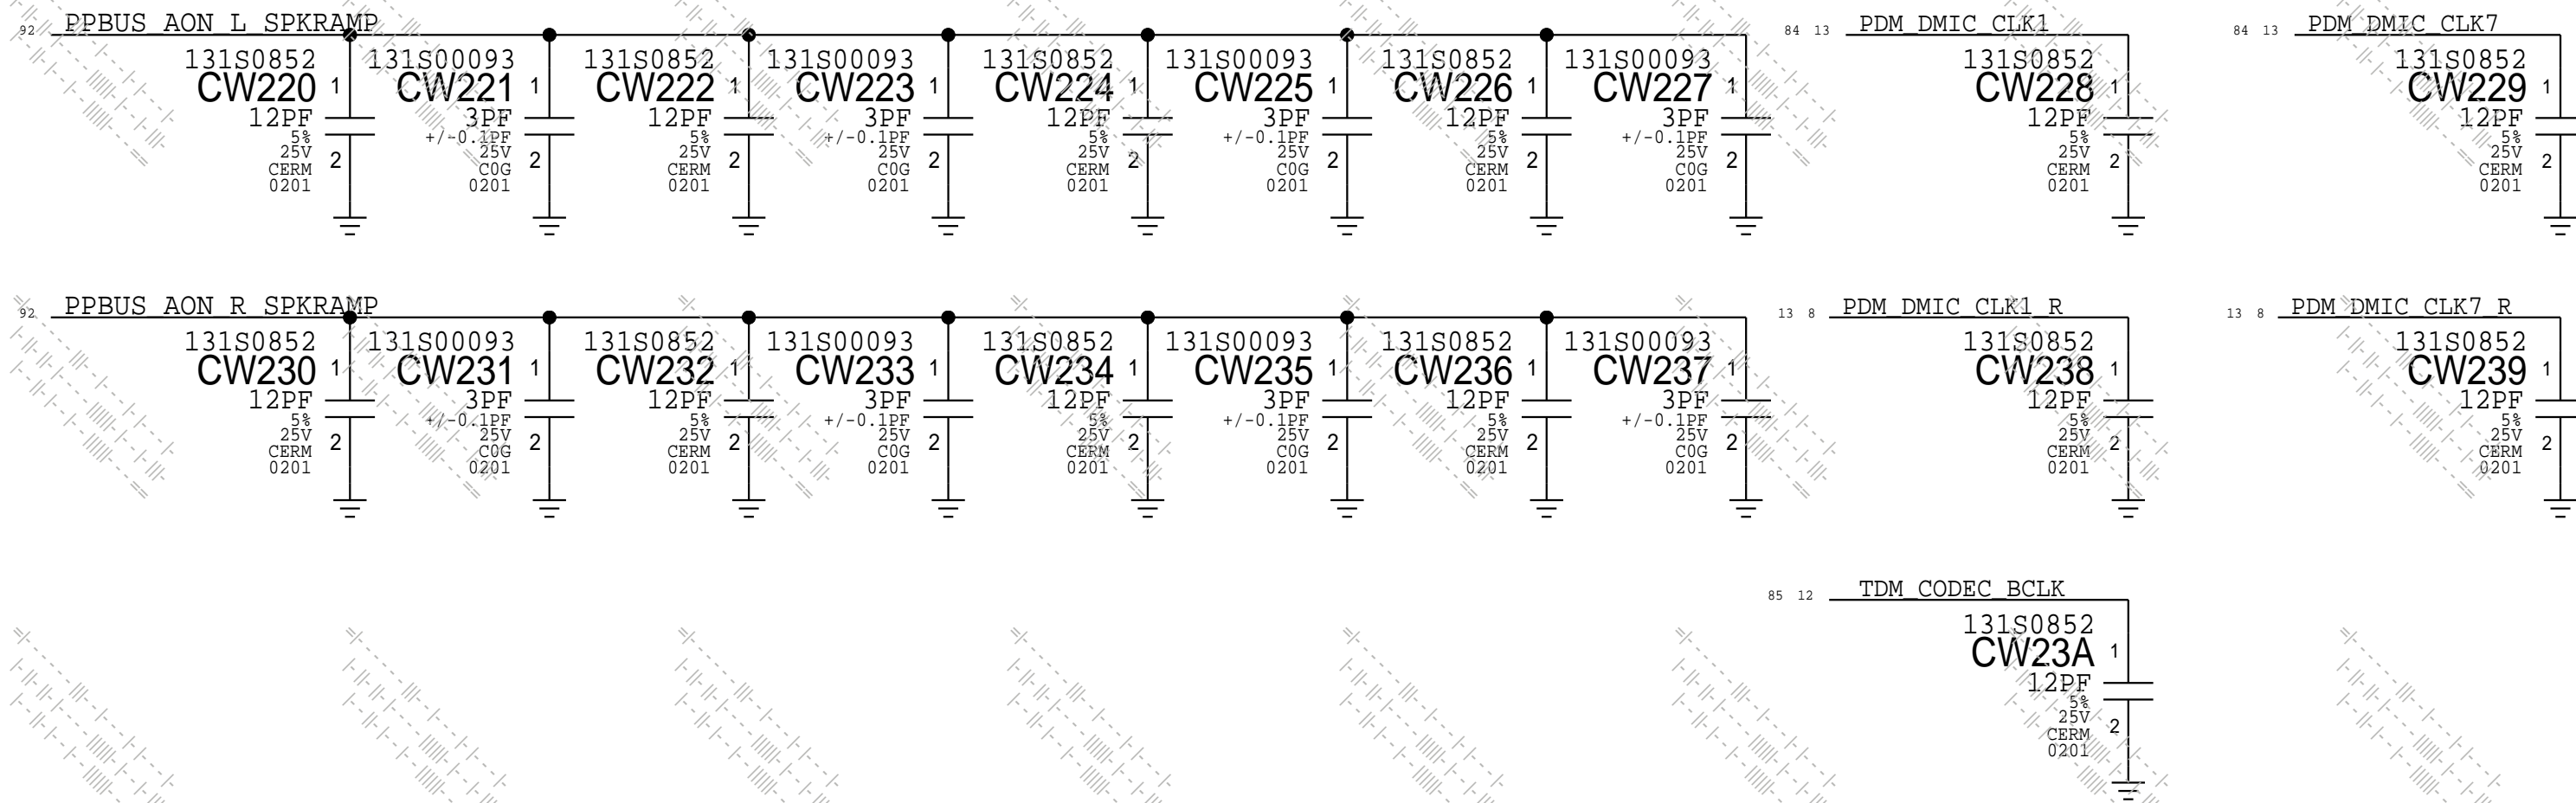 92 PPBUS_AON_L_SPKRAMP 84 13 PDM_DMIC_CLK1 84 13 PDM_DMIC_CLK7
131S0852 131S00093 131S0852 131S00093 131S0852 131S00093 131S0852 131S00093 131S0852 131S0852
CW220 1 CW221 1 CW222 1 CW223 1 CW224 1 CW225 1 CW226 1 CW227 1 CW228 1 CW229 1
12PF 3PF 12PF 3PF 12PF 3PF 12PF 3PF 12PF 12PF
5% +/-0.1PF 5% +/-0.1PF 5% +/-0.1PF 5% +/-0.1PF 5% 5%
25V 25V 25V 25V 25V 25V 25V 25V 25V 25V
2 2 2 2 2 2 2 2 2 2
CERM C0G CERM C0G CERM C0G CERM C0G CERM CERM
0201 0201 0201 0201 0201 0201 0201 0201 0201 0201
92 PPBUS_AON_R_SPKRAMP 13 8 PDM_DMIC_CLK1_R 13 8 PDM_DMIC_CLK7_R
131S0852 131S00093 131S0852 131S00093 131S0852 131S00093 131S0852 131S00093 131S0852 131S0852
CW230 1 CW231 1 CW232 1 CW233 1 CW234 1 CW235 1 CW236 1 CW237 1 CW238 1 CW239 1
12PF 3PF 12PF 3PF 12PF 3PF 12PF 3PF 12PF 12PF
5% +/-0.1PF 5% +/-0.1PF 5% +/-0.1PF 5% +/-0.1PF 5% 5%
25V 25V 25V 25V 25V 25V 25V 25V 25V 25V
2 2 2 2 2 2 2 2 2 2
CERM C0G CERM C0G CERM C0G CERM C0G CERM CERM
0201 0201 0201 0201 0201 0201 0201 0201 0201 0201
85 12 TDM_CODEC_BCLK
131S0852
CW23A 1
12PF
5%
25V
2
CERM
0201